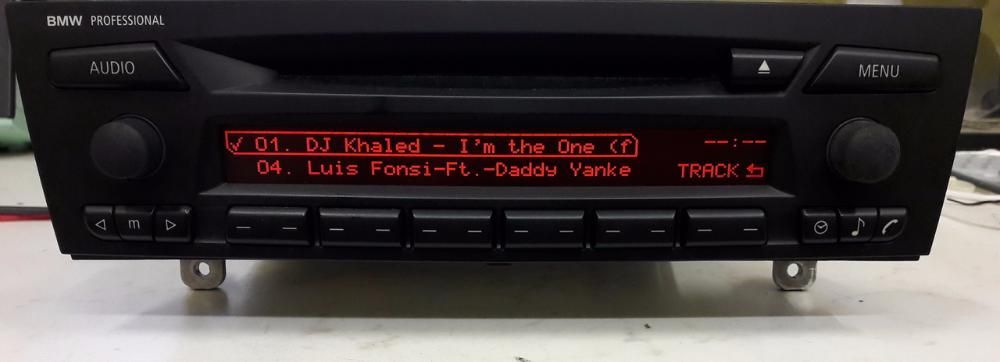 BMW PROFESSIONAL
AUDIO
MENU
✓ 01. DJ Khaled - I'm the One (f
--:--
04. Luis Fonsi-Ft.-Daddy Yanke
TRACK
m